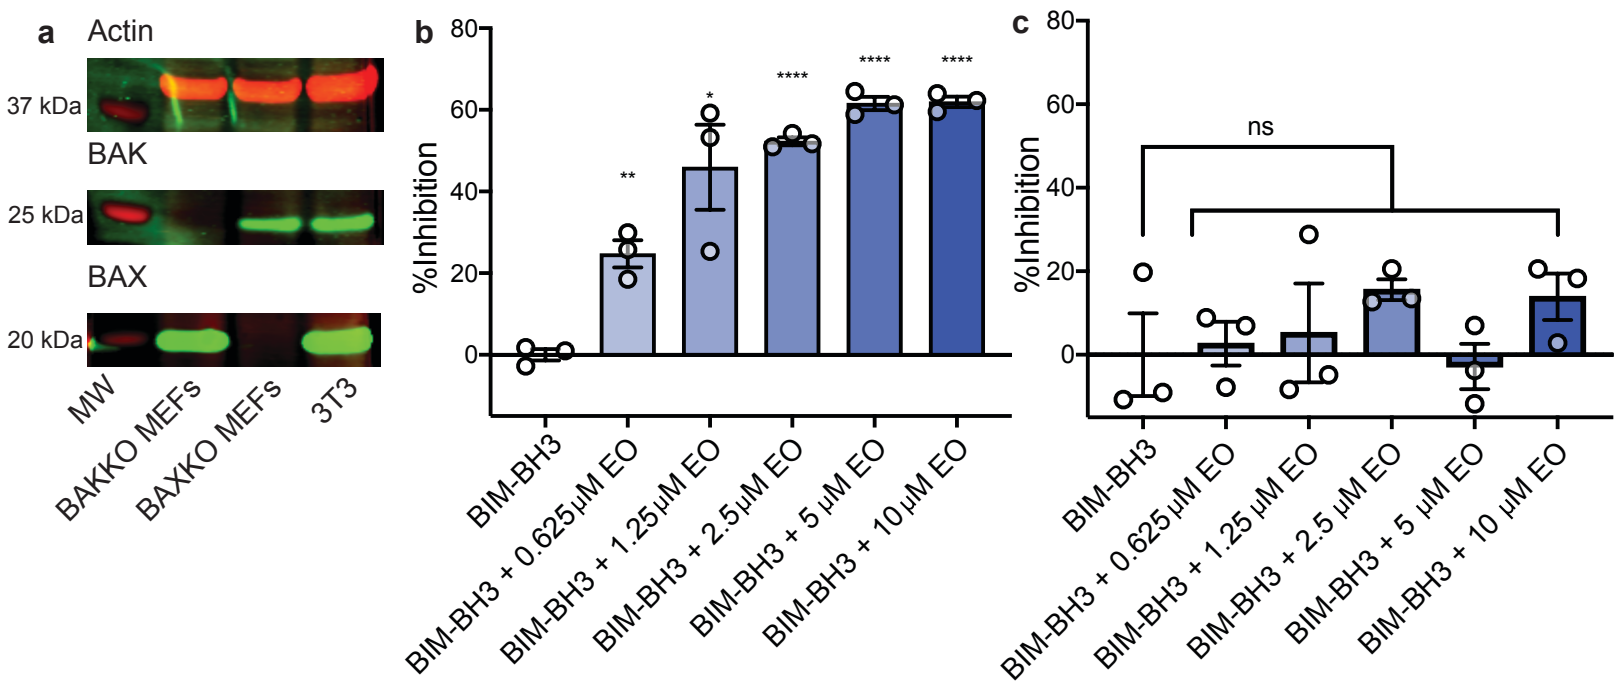 a
Actin
37 kDa
BAK
25 kDa
BAX
20 kDa
MW
BAKKO MEFs
BAXKO MEFs
3T3
b
%Inhibition
80
60
40
20
0
**
*
****
****
****
BIM-BH3
BIM-BH3 + 0.625µM EO
BIM-BH3 + 1.25µM EO
BIM-BH3 + 2.5µM EO
BIM-BH3 + 5 µM EO
BIM-BH3 + 10µM EO
c
%Inhibition
80
60
40
20
0
ns
BIM-BH3
BIM-BH3 + 0.625µM EO
BIM-BH3 + 1.25 µM EO
BIM-BH3 + 2.5 µM EO
BIM-BH3 + 5 µM EO
BIM-BH3 + 10 µM EO